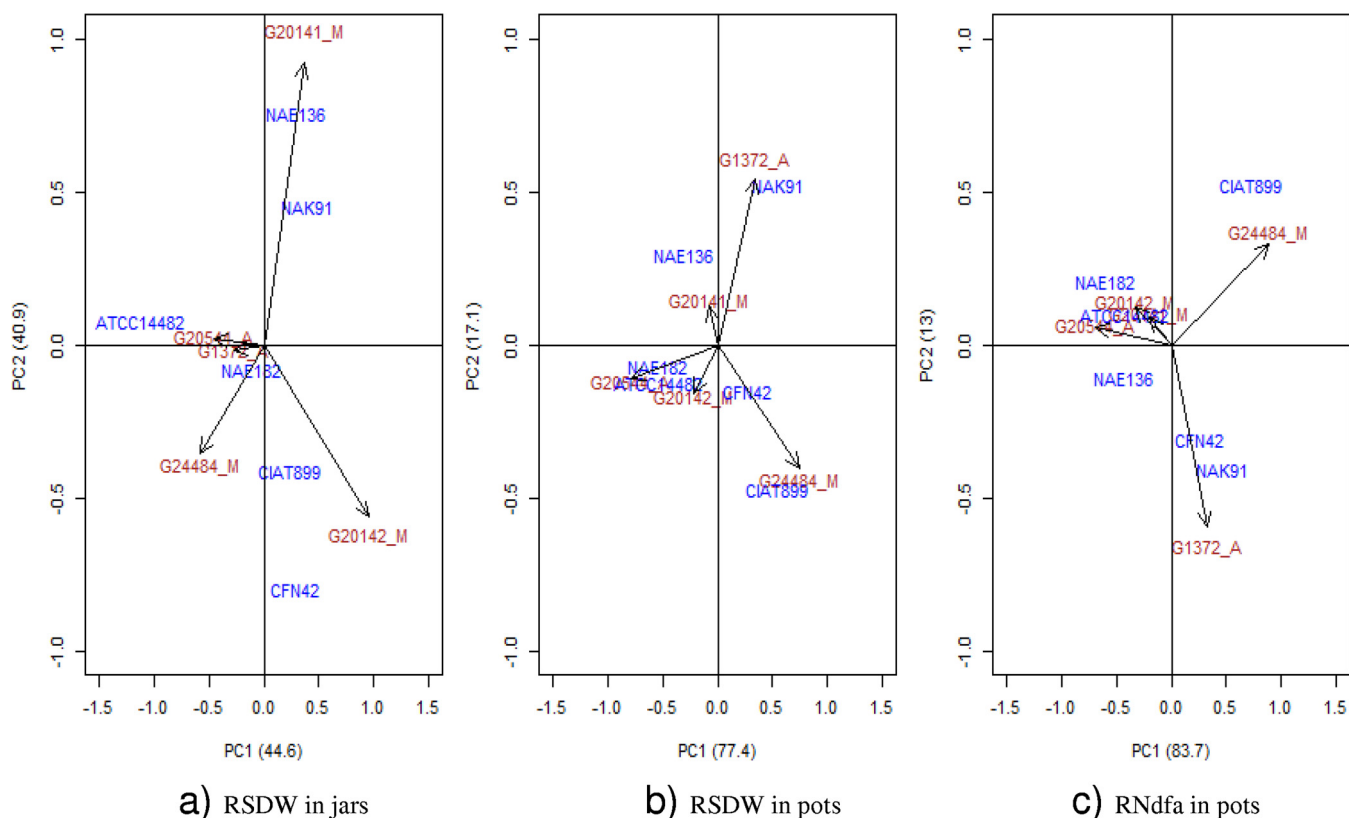 G20141_M
NAE136
NAK91
ATCC14482
G20544_A
G1372_A
NAE182
G24484_M
CIAT899
G20142_M
CFN42
PC2 (40.9)
1.0
0.5
0.0
-0.5
-1.0
-1.5 -1.0 -0.5 0.0 0.5 1.0 1.5
PC1 (44.6)
a) RSDW in jars
G1372_A
NAK91
NAE136
G20141_M
NAE182
G20544_A
ATCC14482
G20142_M
CFN42
G24484_M
CIAT899
PC2 (17.1)
1.0
0.5
0.0
-0.5
-1.0
-1.5 -1.0 -0.5 0.0 0.5 1.0 1.5
PC1 (77.4)
b) RSDW in pots
CIAT899
G24484_M
NAE182
G20142_M
ATCC14482
G20141_M
G20544_A
NAE136
CFN42
NAK91
G1372_A
PC2 (13)
1.0
0.5
0.0
-0.5
-1.0
-1.5 -1.0 -0.5 0.0 0.5 1.0 1.5
PC1 (83.7)
c) RNdfa in pots